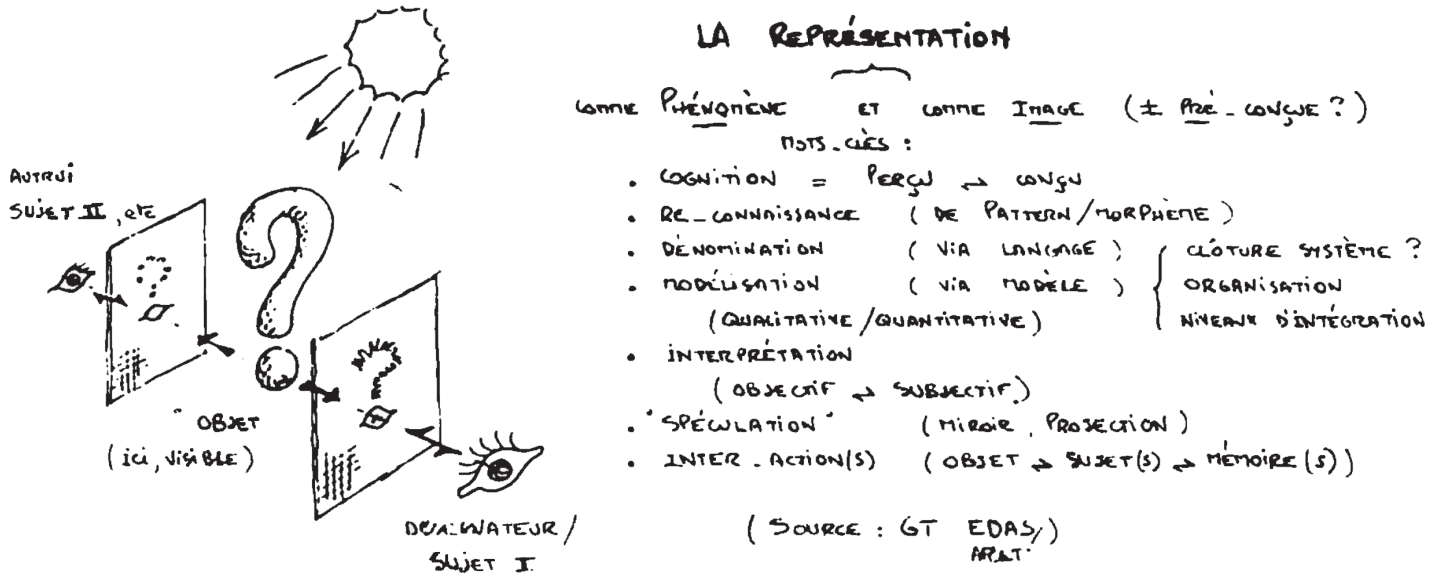 LA REPRÉSENTATION
COMME PHÉNOMÈNE ET COMME IMAGE (± PRÉ-CONÇUE ?)
MOTS-CLÉS :
• COGNITION = PERÇU ⇌ CONÇU
• RE-CONNAISSANCE (DE PATTERN/MORPHÈME)
• DÉNOMINATION (VIA LANGAGE) { CLÔTURE SYSTÈME ?
• MODÉLISATION (VIA MODÈLE) ORGANISATION
(QUALITATIVE/QUANTITATIVE) NIVEAUX D'INTÉGRATION
• INTERPRÉTATION
(OBJECTIF ⇌ SUBJECTIF)
• "SPÉCULATION" (MIROIR, PROJECTION)
• INTER-ACTION(S) (OBJET ⇌ SUJET(S) ⇌ MÉMOIRE(S))
(SOURCE : GT EDAS/)
AUTRUI
SUJET II, etc
?
OBJET
(ICI, VISIBLE)
SUJET I